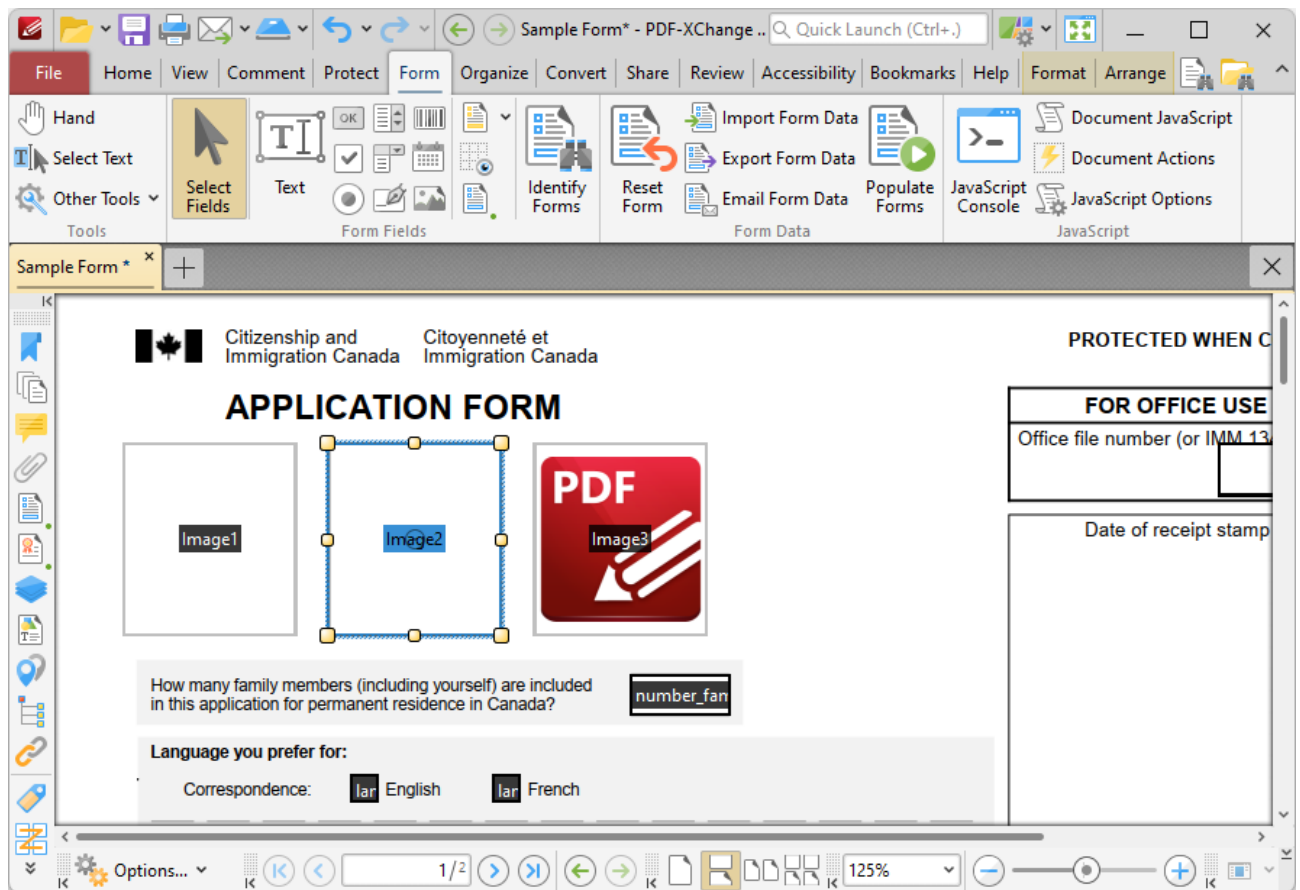 Sample Form* - PDF-XChange ..
Quick Launch (Ctrl+.)
File Home View Comment Protect Form Organize Convert Share Review Accessibility Bookmarks Help Format Arrange
Hand
Select Text
Other Tools
Tools
Select Fields
Text
OK
Form Fields
Identify Forms
Reset Form
Import Form Data
Export Form Data
Email Form Data
Populate Forms
Form Data
JavaScript Console
Document JavaScript
Document Actions
JavaScript Options
JavaScript
Sample Form *
Citizenship and Immigration Canada
Citoyenneté et Immigration Canada
PROTECTED WHEN C
APPLICATION FORM
FOR OFFICE USE
Office file number (or IMM 13
Image1
Image2
PDF
Image3
Date of receipt stamp
How many family members (including yourself) are included
in this application for permanent residence in Canada?
number_fam
Language you prefer for:
Correspondence: lar English lar French
Options...
1/2
125%